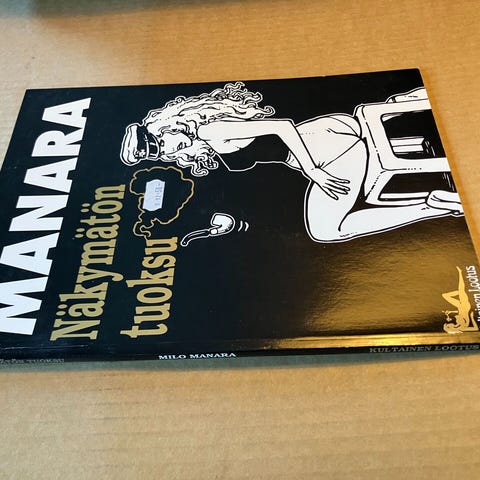 MANARA
Näkymätön
tuoksu
MILO MANARA
KULTAINEN LOOTUS